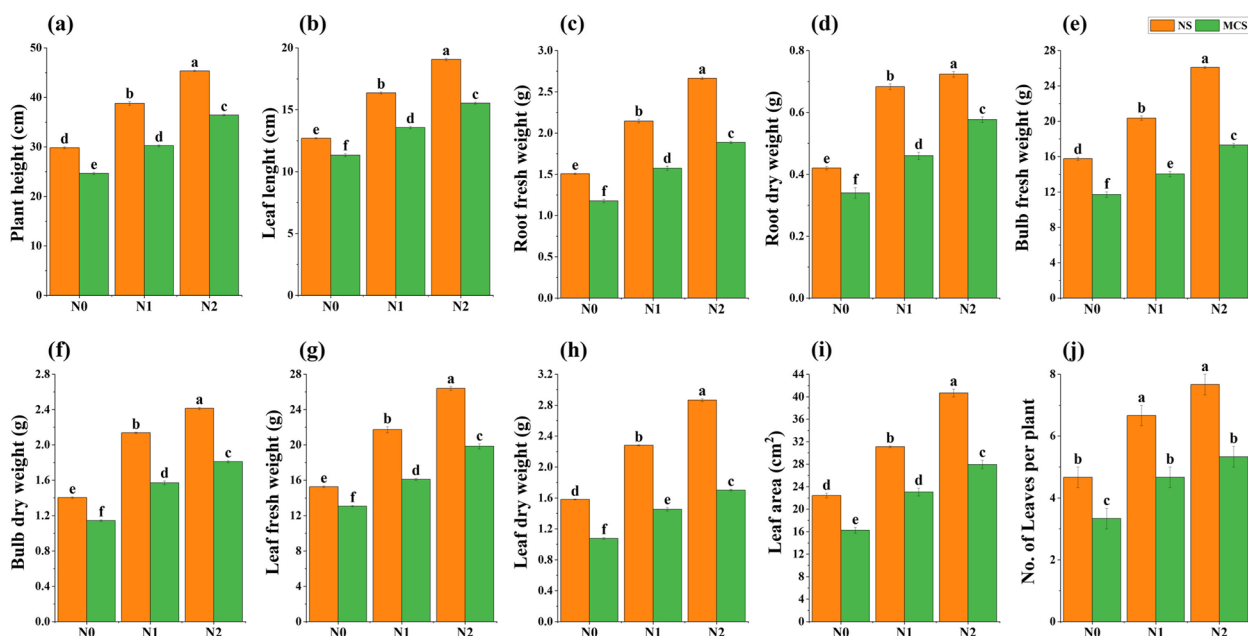 (a)
(b)
(c)
(d)
(e)
NS
MCS
Plant height (cm)
50
40
30
20
10
0
d
e
b
d
a
c
N0
N1
N2
Leaf lenght (cm)
20
15
10
5
0
e
f
b
d
a
c
N0
N1
N2
Root fresh weight (g)
3.0
2.5
2.0
1.5
1.0
0.5
0.0
e
f
b
d
a
c
N0
N1
N2
Root dry weight (g)
0.8
0.6
0.4
0.2
0.0
e
f
b
d
a
c
N0
N1
N2
Bulb fresh weight (g)
28
24
20
16
12
8
4
0
d
f
b
e
a
c
N0
N1
N2
(f)
(g)
(h)
(i)
(j)
Bulb dry weight (g)
2.8
2.4
2.0
1.6
1.2
0.8
0.4
0.0
e
f
b
d
a
c
N0
N1
N2
Leaf fresh weight (g)
28
24
20
16
12
8
4
0
e
f
b
d
a
c
N0
N1
N2
Leaf dry weight (g)
3.2
2.8
2.4
2.0
1.6
1.2
0.8
0.4
0.0
d
f
b
e
a
c
N0
N1
N2
Leaf area (cm²)
44
40
36
32
28
24
20
16
12
8
4
0
d
e
b
d
a
c
N0
N1
N2
No. of Leaves per plant
8
6
4
2
0
b
c
a
b
a
b
N0
N1
N2